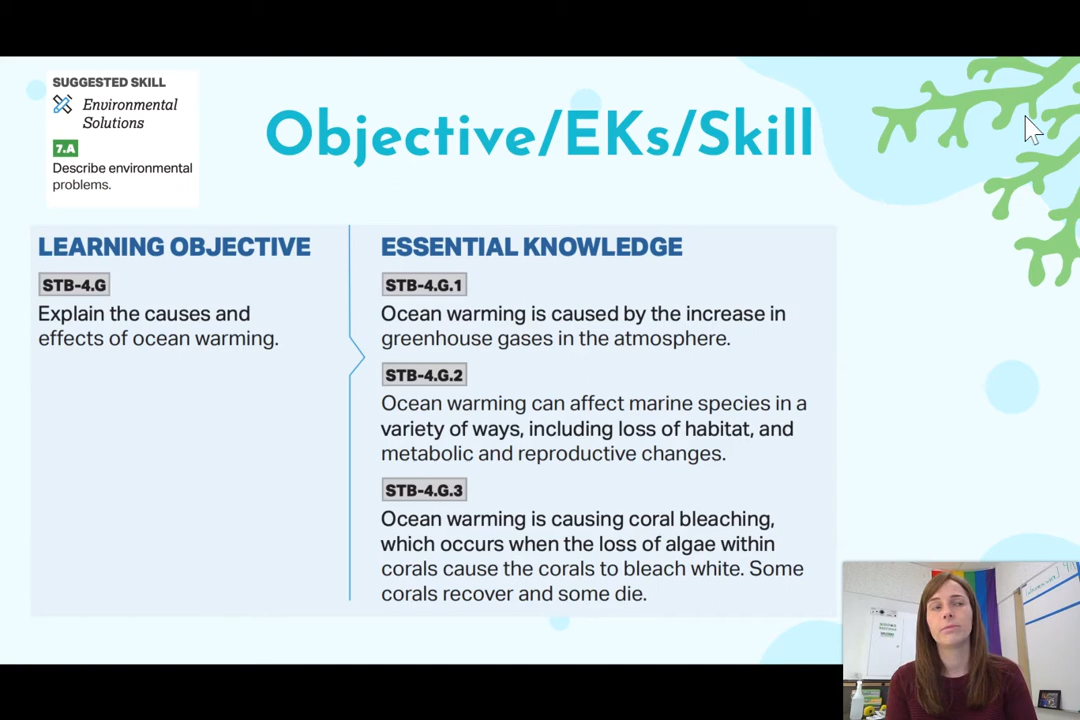 SUGGESTED SKILL
Environmental
Solutions
7.A
Describe environmental
problems.
Objective/EKs/Skill
LEARNING OBJECTIVE
STB-4.G
Explain the causes and
effects of ocean warming.
ESSENTIAL KNOWLEDGE
STB-4.G.1
Ocean warming is caused by the increase in
greenhouse gases in the atmosphere.
STB-4.G.2
Ocean warming can affect marine species in a
variety of ways, including loss of habitat, and
metabolic and reproductive changes.
STB-4.G.3
Ocean warming is causing coral bleaching,
which occurs when the loss of algae within
corals cause the corals to bleach white. Some
corals recover and some die.